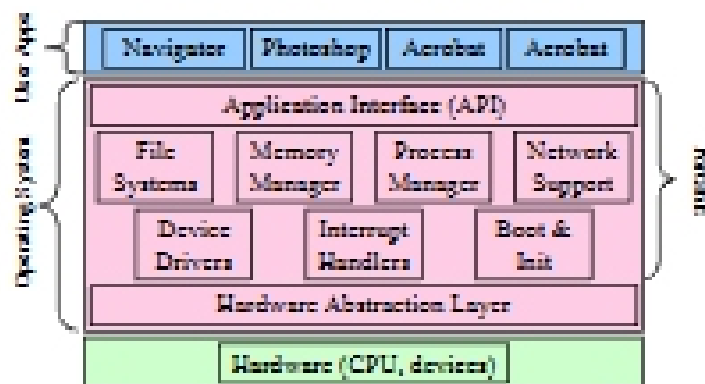 User Apps
Navigator Photoshop Acrobat Acrobat
Operating System
Application Interface (API)
File Systems
Memory Manager
Process Manager
Network Support
Device Drivers
Interrupt Handlers
Boot & Init
Hardware Abstraction Layer
Hardware (CPU, devices)